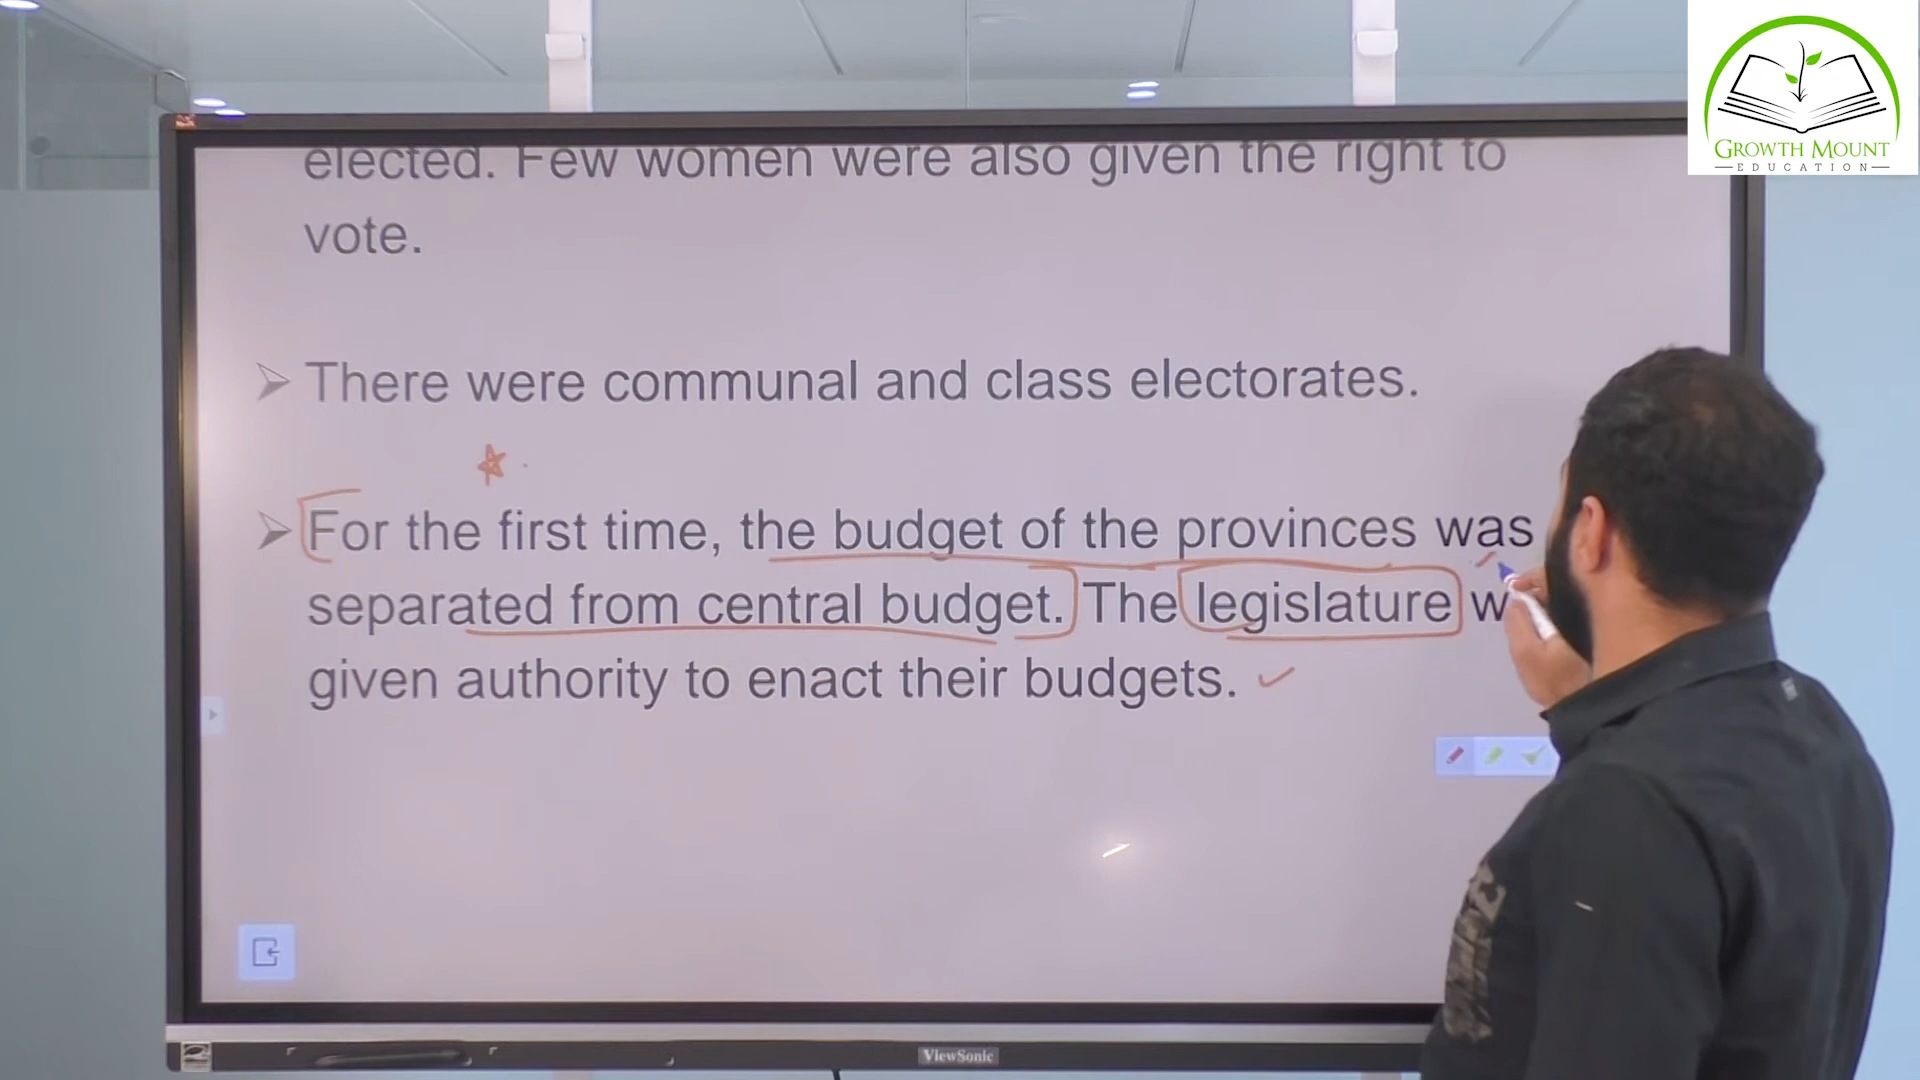 elected. Few women were also given the right to
vote.
There were communal and class electorates.
For the first time, the budget of the provinces was
separated from central budget. The legislature w
given authority to enact their budgets.
GROWTH MOUNT
EDUCATION
ViewSonic